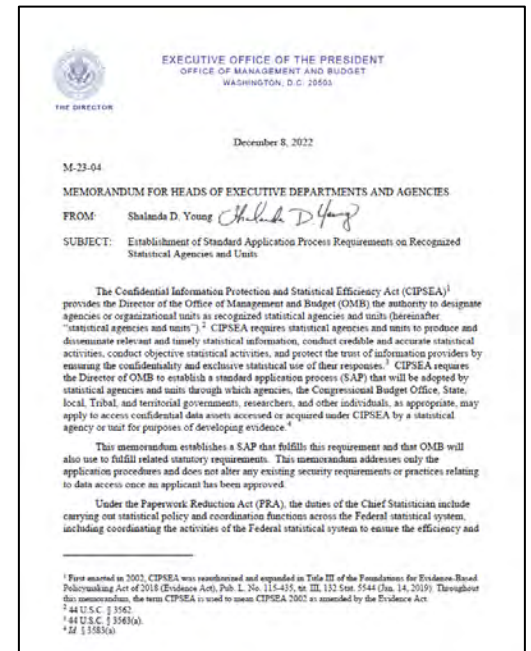 EXECUTIVE OFFICE OF THE PRESIDENT
OFFICE OF MANAGEMENT AND BUDGET
WASHINGTON, D.C. 20503
THE DIRECTOR
December 8, 2022
M-23-04
MEMORANDUM FOR HEADS OF EXECUTIVE DEPARTMENTS AND AGENCIES
FROM: Shalanda D. Young Shalanda D Young
SUBJECT: Establishment of Standard Application Process Requirements on Recognized
Statistical Agencies and Units
The Confidential Information Protection and Statistical Efficiency Act (CIPSEA)1
provides the Director of the Office of Management and Budget (OMB) the authority to designate
agencies or organizational units as recognized statistical agencies and units (hereinafter
"statistical agencies and units").2 CIPSEA requires statistical agencies and units to produce and
disseminate relevant and timely statistical information, conduct credible and accurate statistical
activities, conduct objective statistical activities, and protect the trust of information providers by
ensuring the confidentiality and exclusive statistical use of their responses.3 CIPSEA requires
the Director of OMB to establish a standard application process (SAP) that will be adopted by
statistical agencies and units through which agencies, the Congressional Budget Office, State,
local, Tribal, and territorial governments, researchers, and other individuals, as appropriate, may
apply to access confidential data assets accessed or acquired under CIPSEA by a statistical
agency or unit for purposes of developing evidence.4
This memorandum establishes a SAP that fulfills this requirement and that OMB will
also use to fulfill related statutory requirements. This memorandum addresses only the
application procedures and does not alter any existing security requirements or practices relating
to data access once an applicant has been approved.
Under the Paperwork Reduction Act (PRA), the duties of the Chief Statistician include
carrying out statistical policy and coordination functions across the Federal statistical system,
including coordinating the activities of the Federal statistical system to ensure the efficiency and
1 First enacted in 2002, CIPSEA was reauthorized and expanded in Title III of the Foundations for Evidence-Based
Policymaking Act of 2018 (Evidence Act), Pub. L. No. 115-435, tit. III, 132 Stat. 5544 (Jan. 14, 2019). Throughout
this memorandum, the term CIPSEA is used to mean CIPSEA 2002 as amended by the Evidence Act.
2 44 U.S.C. § 3562.
3 44 U.S.C. § 3563(a).
4 Id. § 3583(a).